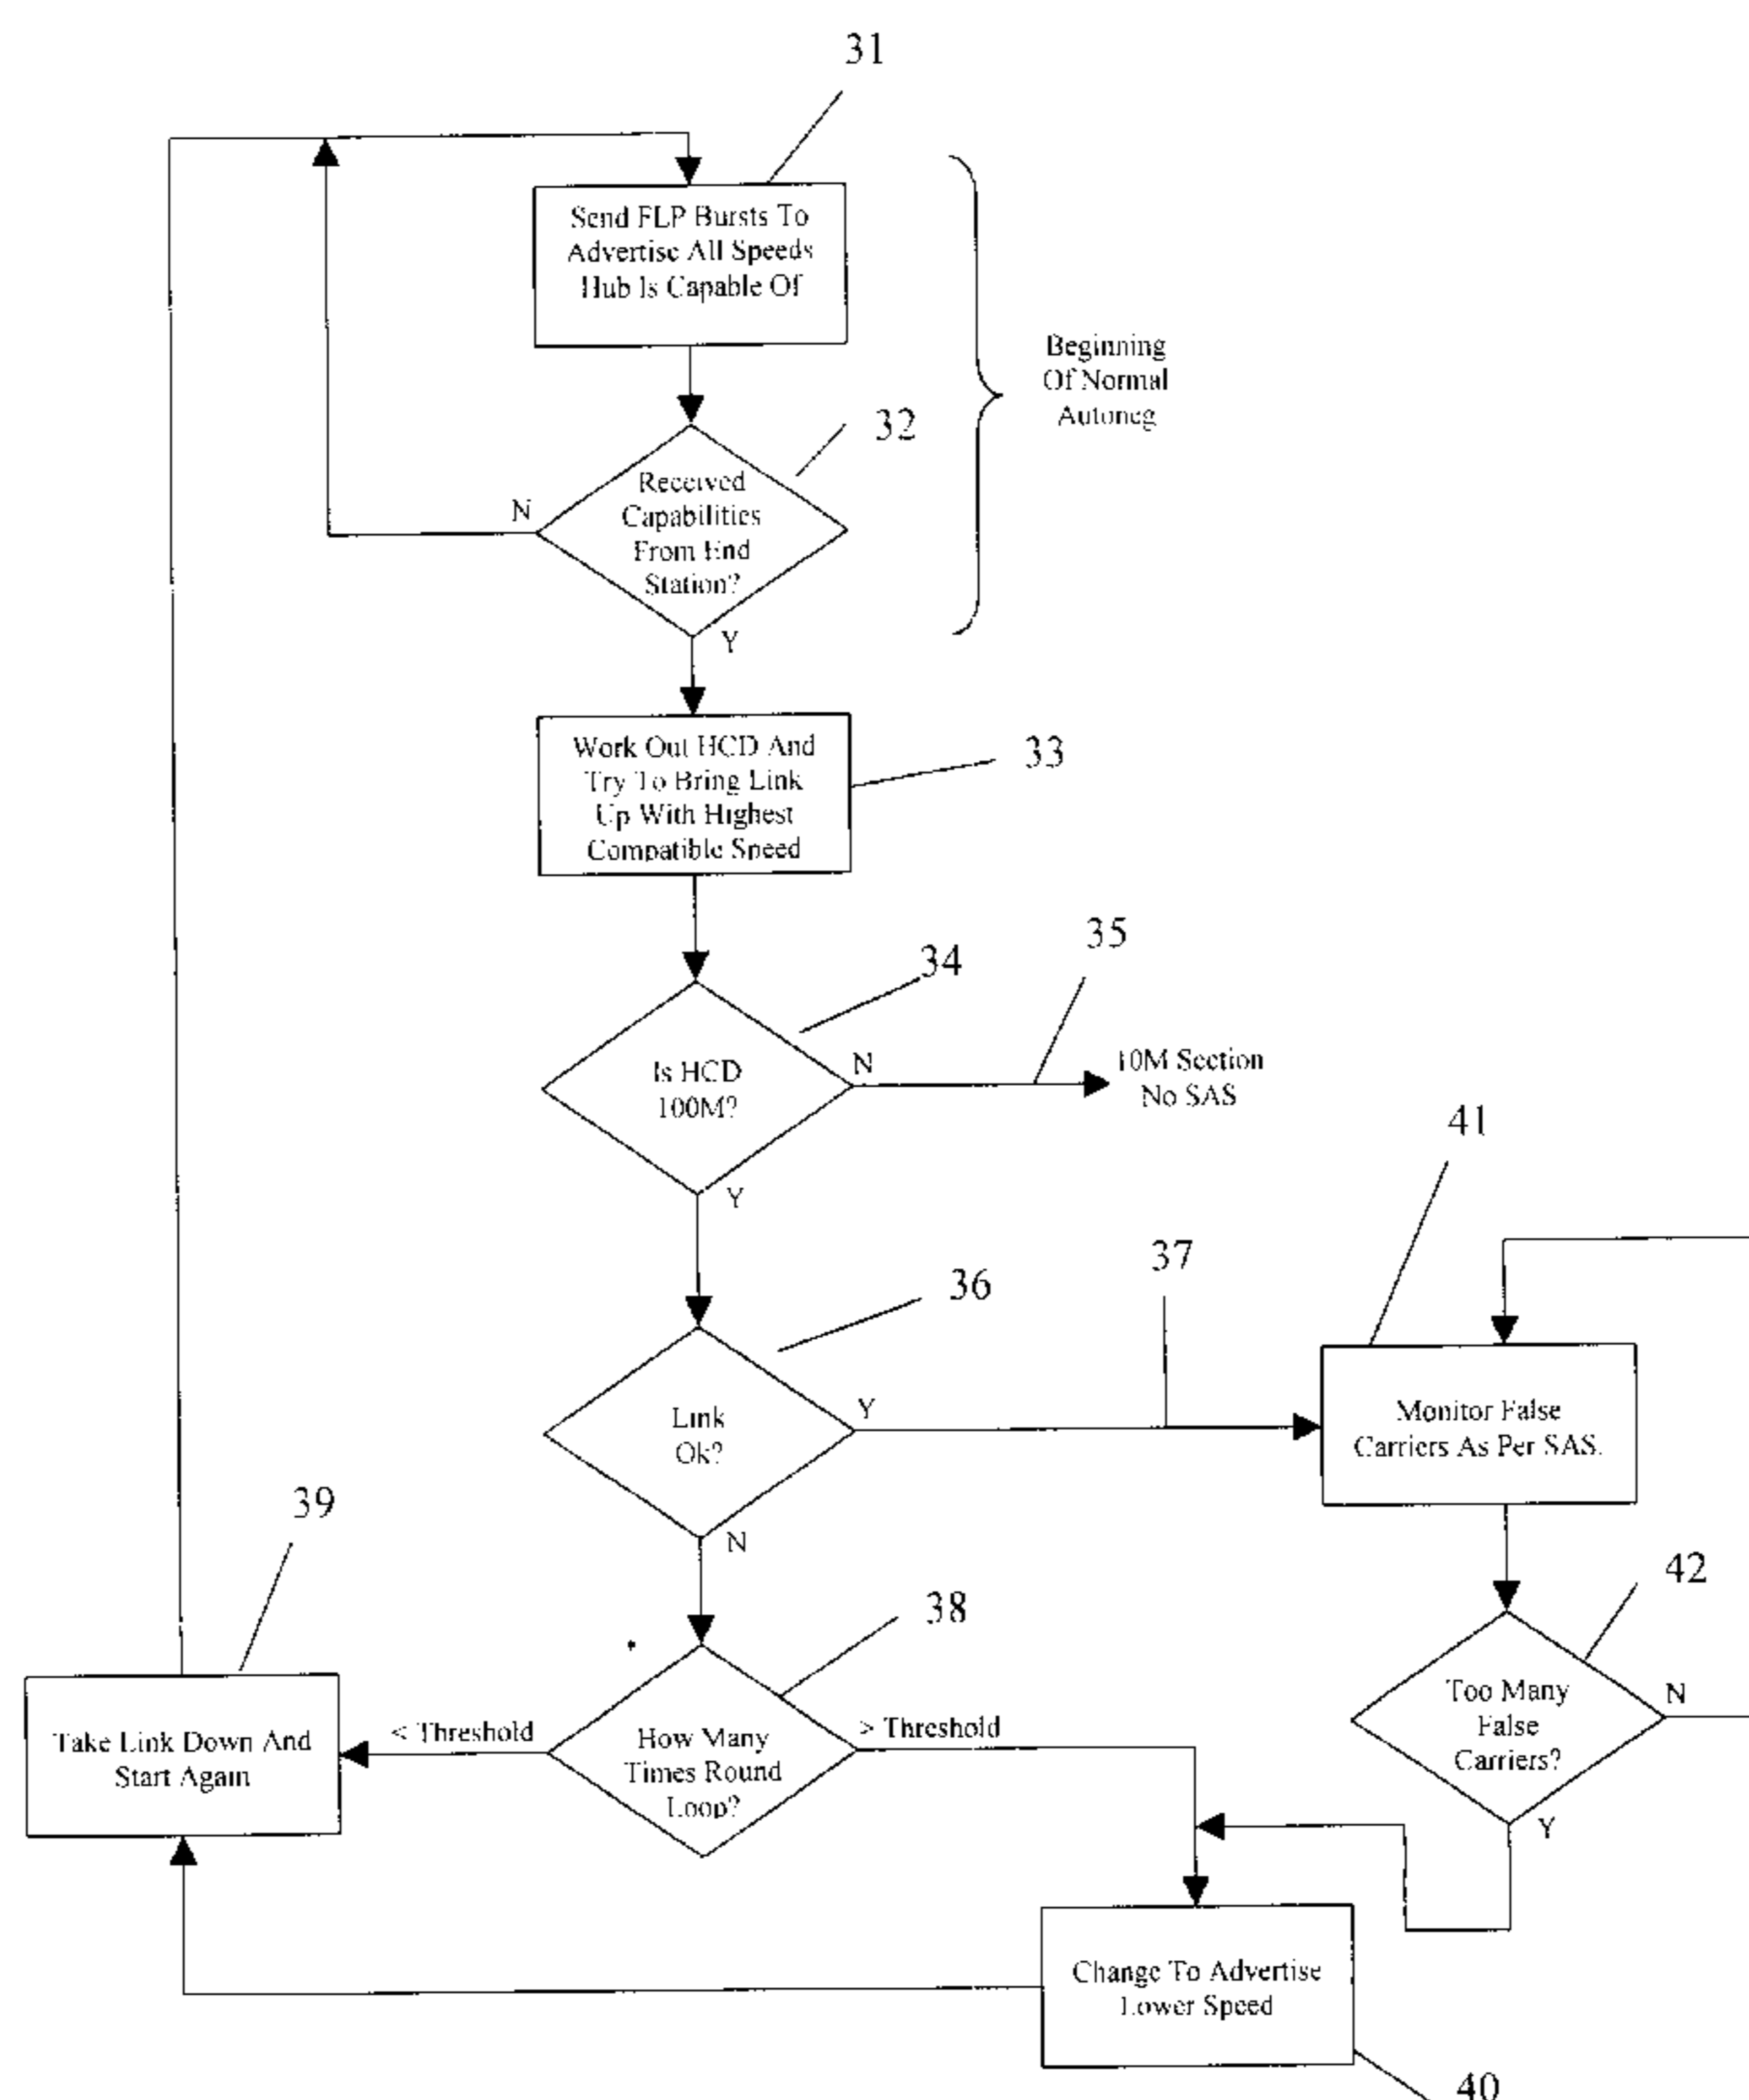 31
Send FLP Bursts To
Advertise All Speeds
Hub Is Capable Of
Beginning
Of Normal
Autoneg
32
Received
Capabilities
From End
Station?
N
Y
Work Out HCD And
Try To Bring Link
Up With Highest
Compatible Speed
33
34
35
Is HCD
100M?
N
10M Section
No SAS
Y
41
36
37
Link
Ok?
Y
Monitor False
Carriers As Per SAS.
N
39
38
42
Take Link Down And
Start Again
< Threshold
How Many
Times Round
Loop?
> Threshold
Too Many
False
Carriers?
N
Y
Change To Advertise
Lower Speed
40